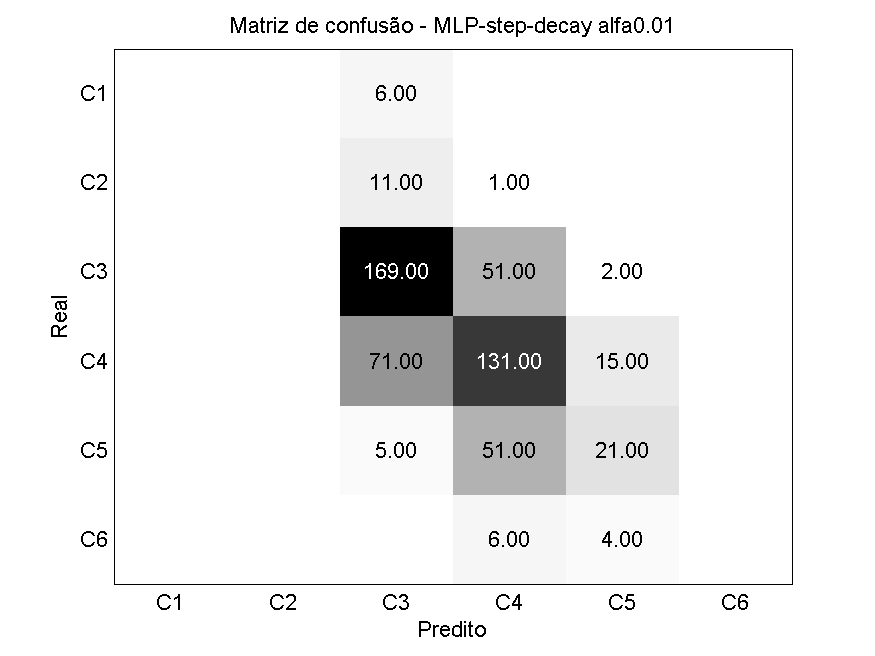 Matriz de confusão - MLP-step-decay alfa0.01
C1 6.00
C2 11.00 1.00
C3 169.00 51.00 2.00
Real
C4 71.00 131.00 15.00
C5 5.00 51.00 21.00
C6 6.00 4.00
C1 C2 C3 C4 C5 C6
Predito